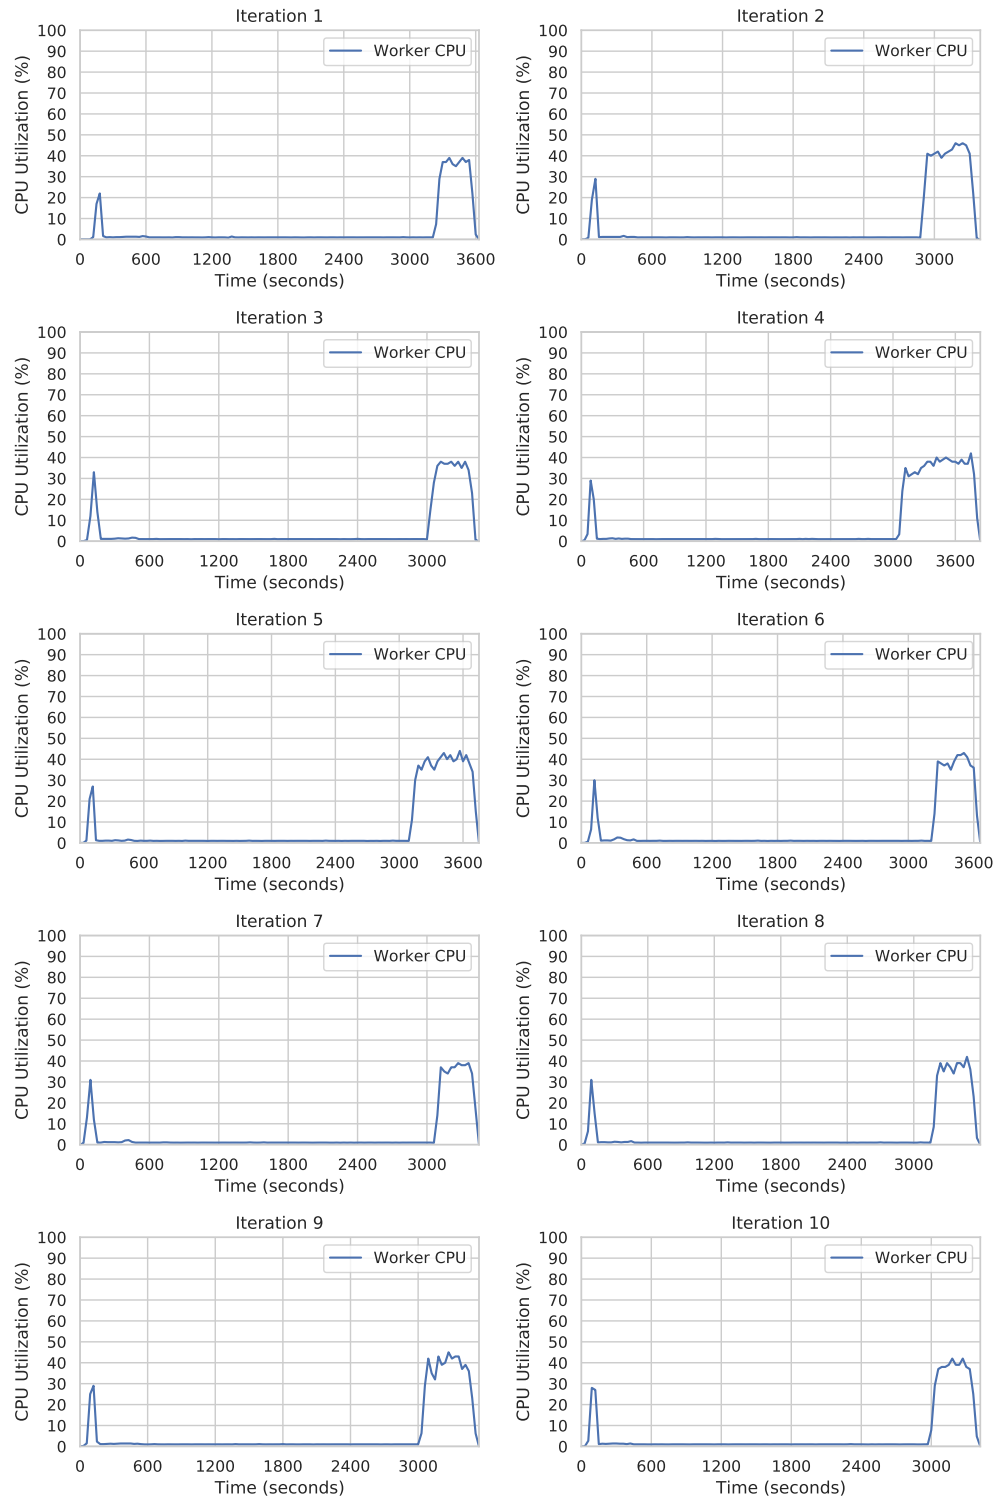 Iteration 1
Worker CPU
CPU Utilization (%)
100
90
80
70
60
50
40
30
20
10
0
0 600 1200 1800 2400 3000 3600
Time (seconds)
Iteration 2
Worker CPU
CPU Utilization (%)
100
90
80
70
60
50
40
30
20
10
0
0 600 1200 1800 2400 3000
Time (seconds)
Iteration 3
Worker CPU
CPU Utilization (%)
100
90
80
70
60
50
40
30
20
10
0
0 600 1200 1800 2400 3000
Time (seconds)
Iteration 4
Worker CPU
CPU Utilization (%)
100
90
80
70
60
50
40
30
20
10
0
0 600 1200 1800 2400 3000 3600
Time (seconds)
Iteration 5
Worker CPU
CPU Utilization (%)
100
90
80
70
60
50
40
30
20
10
0
0 600 1200 1800 2400 3000 3600
Time (seconds)
Iteration 6
Worker CPU
CPU Utilization (%)
100
90
80
70
60
50
40
30
20
10
0
0 600 1200 1800 2400 3000 3600
Time (seconds)
Iteration 7
Worker CPU
CPU Utilization (%)
100
90
80
70
60
50
40
30
20
10
0
0 600 1200 1800 2400 3000
Time (seconds)
Iteration 8
Worker CPU
CPU Utilization (%)
100
90
80
70
60
50
40
30
20
10
0
0 600 1200 1800 2400 3000
Time (seconds)
Iteration 9
Worker CPU
CPU Utilization (%)
100
90
80
70
60
50
40
30
20
10
0
0 600 1200 1800 2400 3000
Time (seconds)
Iteration 10
Worker CPU
CPU Utilization (%)
100
90
80
70
60
50
40
30
20
10
0
0 600 1200 1800 2400 3000
Time (seconds)